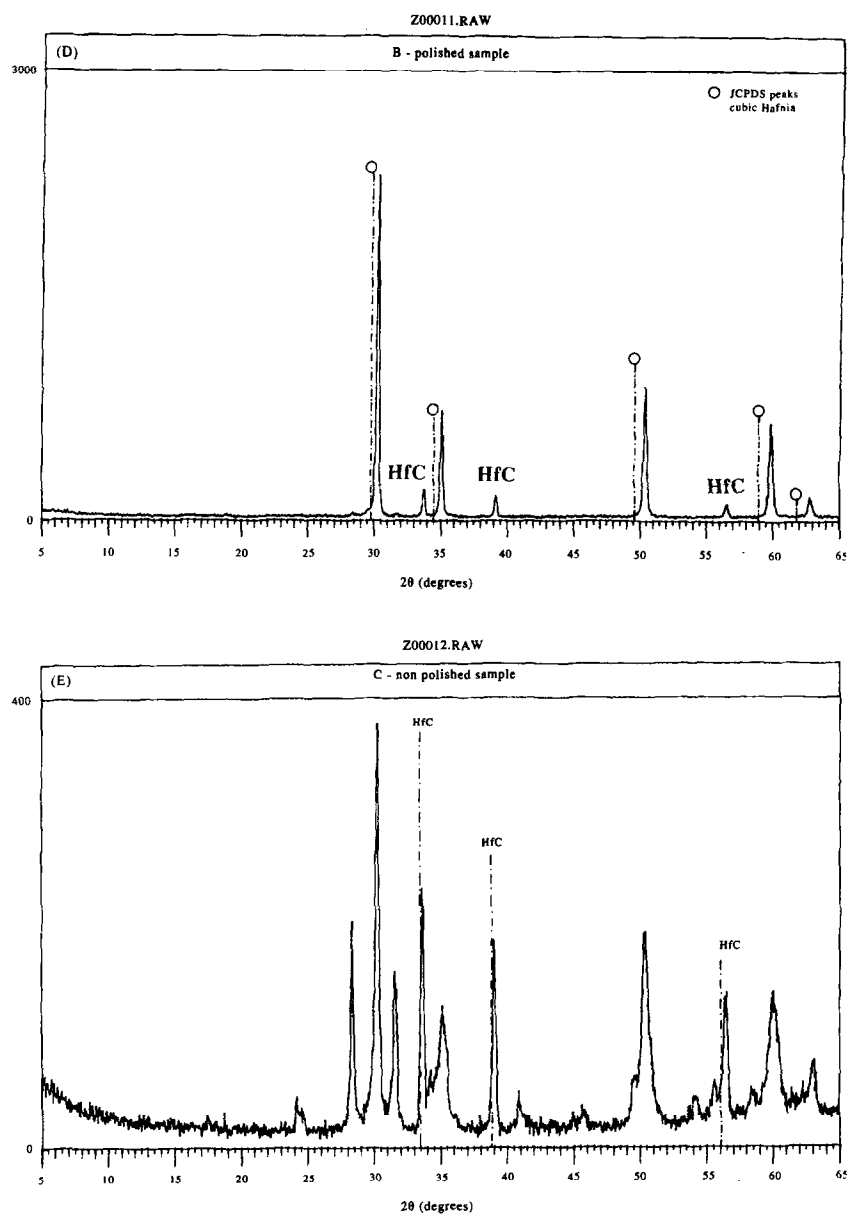 Z00011.RAW
(D)
B - polished sample
3000
JCPDS peaks
cubic Hafnia
HfC
HfC
HfC
0
5 10 15 20 25 30 35 40 45 50 55 60 65
2θ (degrees)
Z00012.RAW
(E)
C - non polished sample
400
HfC
HfC
HfC
0
5 10 15 20 25 30 35 40 45 50 55 60 65
2θ (degrees)